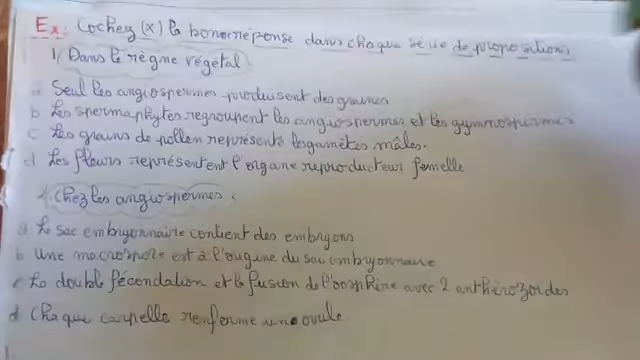 Ex: Cochez (x) la bonne réponse dans chaque série de propositions
1/ Dans le règne végétal
a Seul les angiospermes produisent des graines
b Les spermaphytes regroupent les angiospermes et les gymnospermes
c Les grains de pollen représente les gamètes mâles.
d Les fleurs représentent l'organe reproducteur femelle
2. Chez les angiospermes:
a. Le sac embryonnaire contient des embryons
b Une macrospore est à l'origine du sac embryonnaire
c La double fécondation et la fusion de l'oosphère avec 2 anthérozoïdes
d Chaque carpelle renferme un ovule